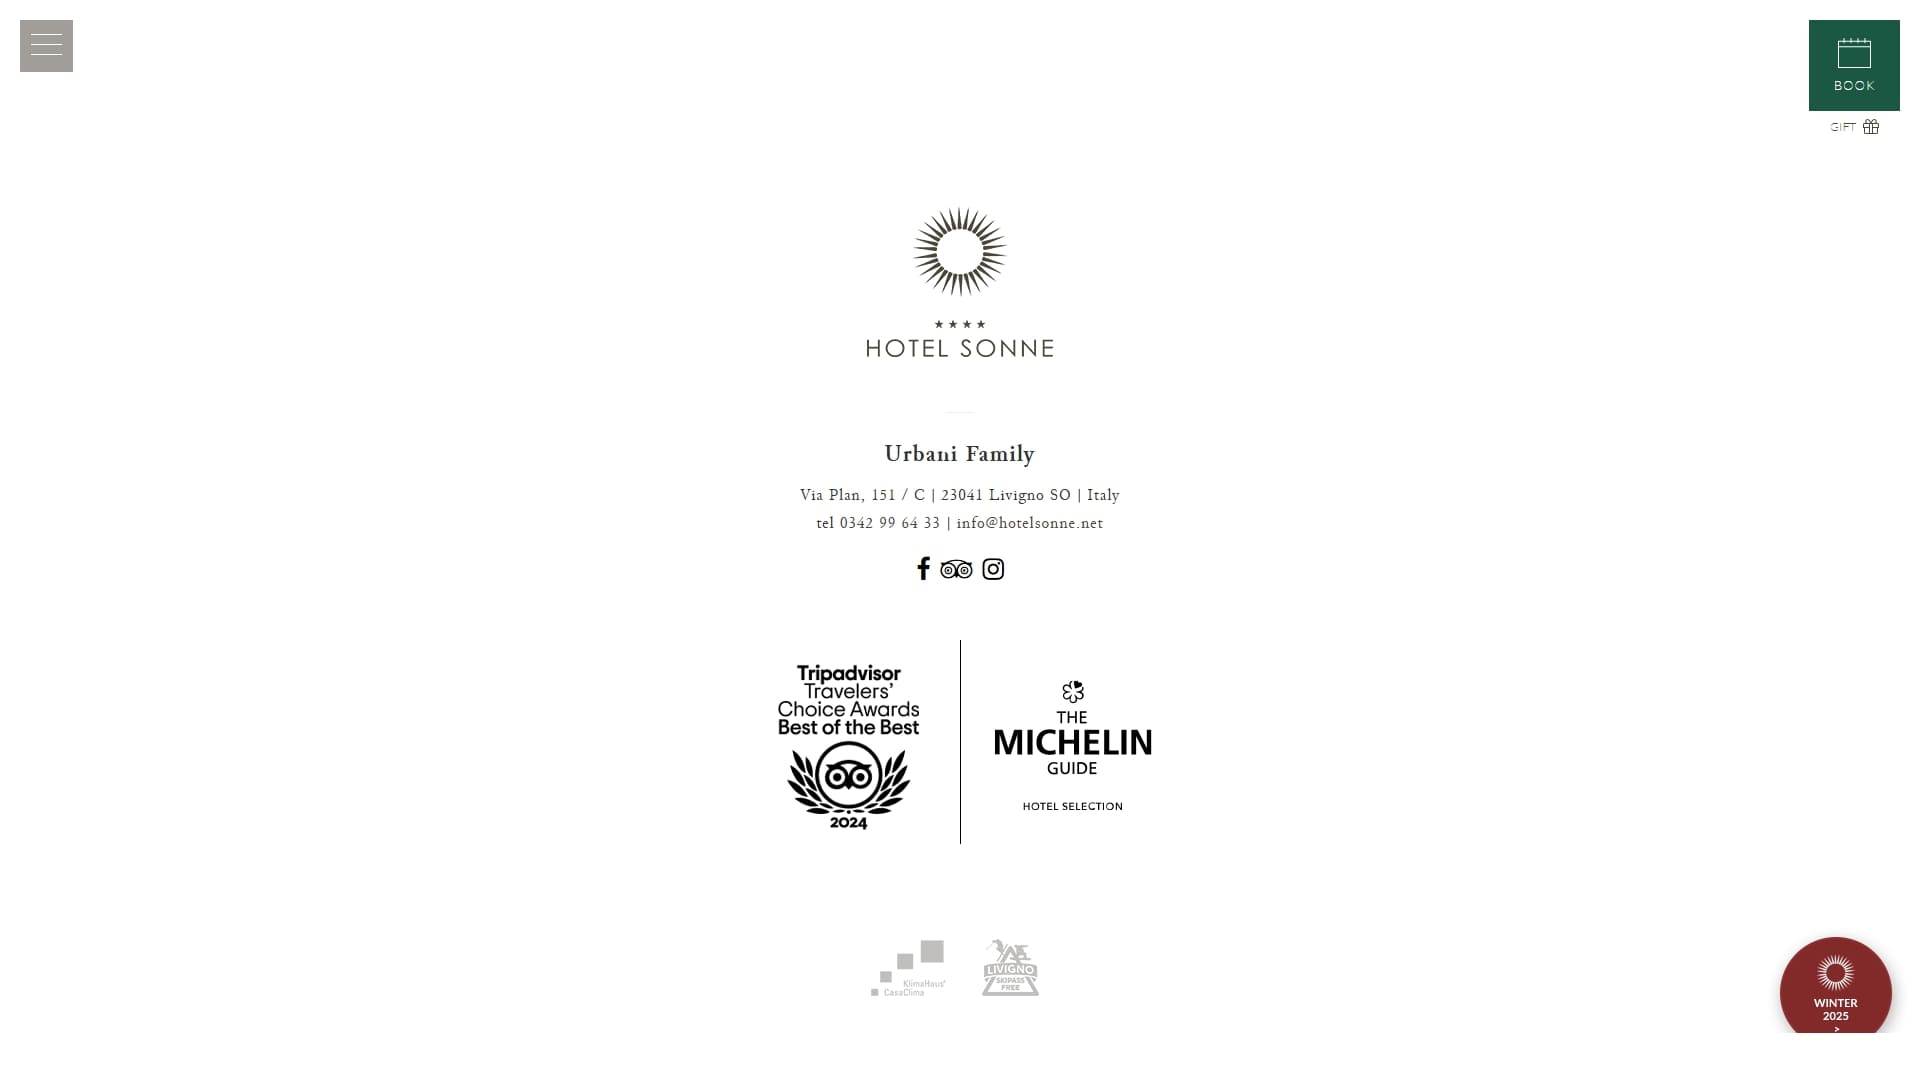 BOOK
GIFT
HOTEL SONNE
Urbani Family
Via Plan, 151 / C | 23041 Livigno SO | Italy
tel 0342 99 64 33 | info@hotelsonne.net
Tripadvisor
Travelers’
Choice Awards
Best of the Best
2024
THE
MICHELIN
GUIDE
HOTEL SELECTION
KlimaHaus®
CasaClima
LIVIGNO
SKIPASS
FREE
WINTER
2025
>